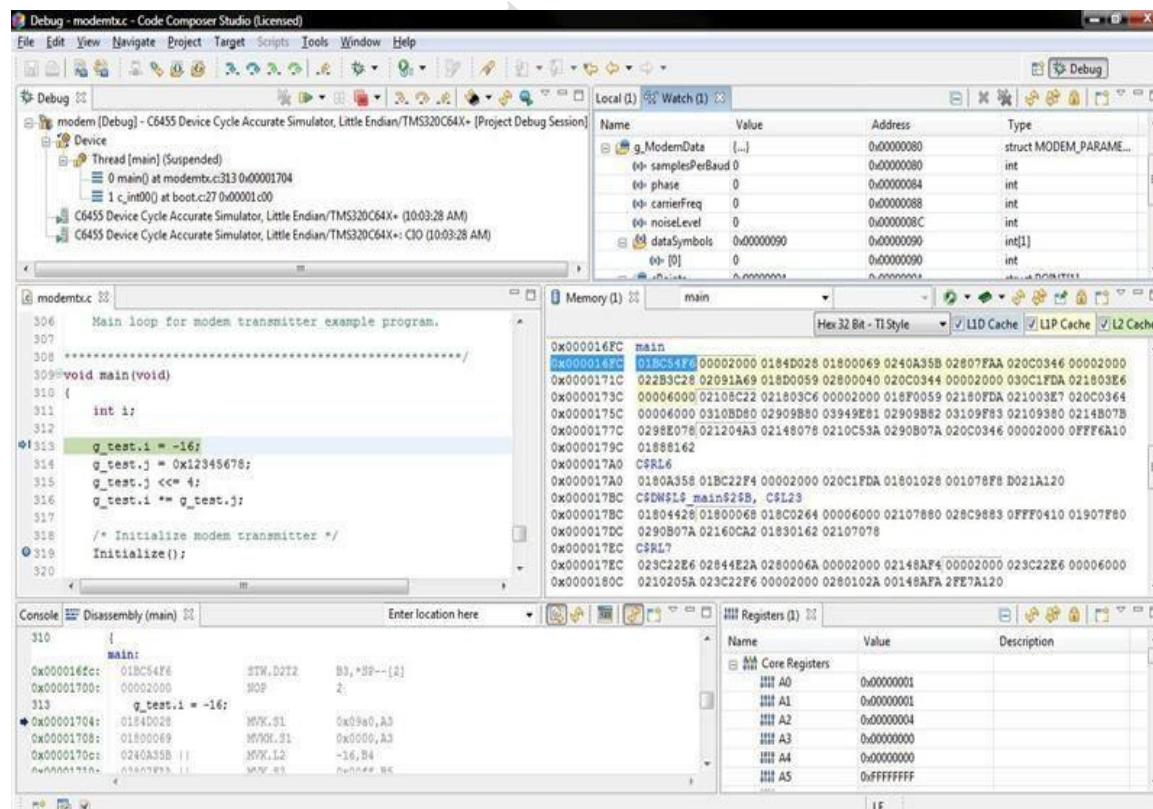 Debug - modemtx.c - Code Composer Studio (Licensed)
File Edit View Navigate Project Target Scripts Tools Window Help
Debug
Debug
modem [Debug] - C6455 Device Cycle Accurate Simulator, Little Endian/TMS320C64X+ [Project Debug Session]
Device
Thread [main] (Suspended)
0 main() at modemtx.c:313 0x00001704
1 c_int00() at boot.c:27 0x00001c00
C6455 Device Cycle Accurate Simulator, Little Endian/TMS320C64X+ (10:03:28 AM)
C6455 Device Cycle Accurate Simulator, Little Endian/TMS320C64X+: CIO (10:03:28 AM)
Local (1) Watch (1)
Name Value Address Type
g_ModemData {...} 0x00000080 struct MODEM_PARAME...
samplesPerBaud 0 0x00000080 int
phase 0 0x00000084 int
carrierFreq 0 0x00000088 int
noiseLevel 0 0x0000008C int
dataSymbols 0x00000090 0x00000090 int[1]
[0] 0 0x00000090 int
modemtx.c
306 Main loop for modem transmitter example program.
307
308 *******************************************************/
309 void main(void)
310 {
311 int i;
312
313 g_test.i = -16;
314 g_test.j = 0x12345678;
315 g_test.j <<= 4;
316 g_test.i *= g_test.j;
317
318 /* Initialize modem transmitter */
319 Initialize();
320
Memory (1) main
Hex 32 Bit - TI Style L1D Cache L1P Cache L2 Cache
0x000016FC main
0x000016FC 01BC54F6 00002000 0184D028 01800069 0240A35B 02807FAA 020C0346 00002000
0x0000171C 022B3C28 02091A69 018D0059 02800040 020C0344 00002000 030C1FDA 021803E6
0x0000173C 00006000 02108C22 021803C6 00002000 018F0059 02180FDA 021003E7 020C0364
0x0000175C 00006000 0310BD80 02909B80 03949E81 02909B82 03109F83 02109380 0214B07B
0x0000177C 0298E078 021204A3 02148078 0210C53A 0290B07A 020C0346 00002000 0FFF6A10
0x0000179C 01888162
0x000017A0 C$RL6
0x000017A0 0180A358 01BC22F4 00002000 020C1FDA 01801028 001078F8 D021A120
0x000017BC C$DW$L$_main$2$B, C$L23
0x000017BC 01804428 01800068 018C0264 00006000 02107880 028C9883 0FFF0410 01907F80
0x000017DC 0290B07A 02160CA2 01830162 02107078
0x000017EC C$RL7
0x000017EC 023C22E6 02844E2A 0280006A 00002000 02148AF4 00002000 023C22E6 00006000
0x0000180C 0210205A 023C22F6 00002000 0280102A 00148AFA 2FE7A120
Console Disassembly (main) Enter location here
310 {
main:
0x000016fc: 01BC54F6 STW.D2T2 B3,*SP--[2]
0x00001700: 00002000 NOP 2
313 g_test.i = -16;
0x00001704: 0184D028 MVK.S1 0x09a0,A3
0x00001708: 01800069 MVKH.S1 0x0000,A3
0x0000170c: 0240A35B || MVK.L2 -16,B4
Registers (1)
Name Value Description
Core Registers
A0 0x00000001
A1 0x00000001
A2 0x00000004
A3 0x00000000
A4 0x00000000
A5 0xFFFFFFFF
LE